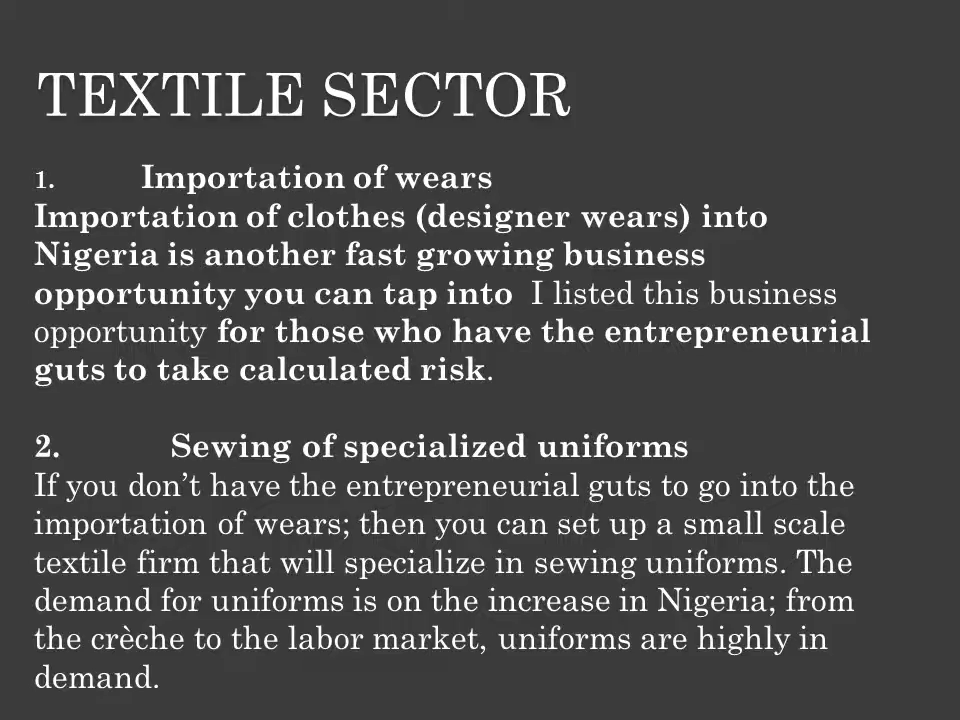 TEXTILE SECTOR
1. Importation of wears
Importation of clothes (designer wears) into
Nigeria is another fast growing business
opportunity you can tap into I listed this business
opportunity for those who have the entrepreneurial
guts to take calculated risk.
2. Sewing of specialized uniforms
If you don’t have the entrepreneurial guts to go into the
importation of wears; then you can set up a small scale
textile firm that will specialize in sewing uniforms. The
demand for uniforms is on the increase in Nigeria; from
the crèche to the labor market, uniforms are highly in
demand.